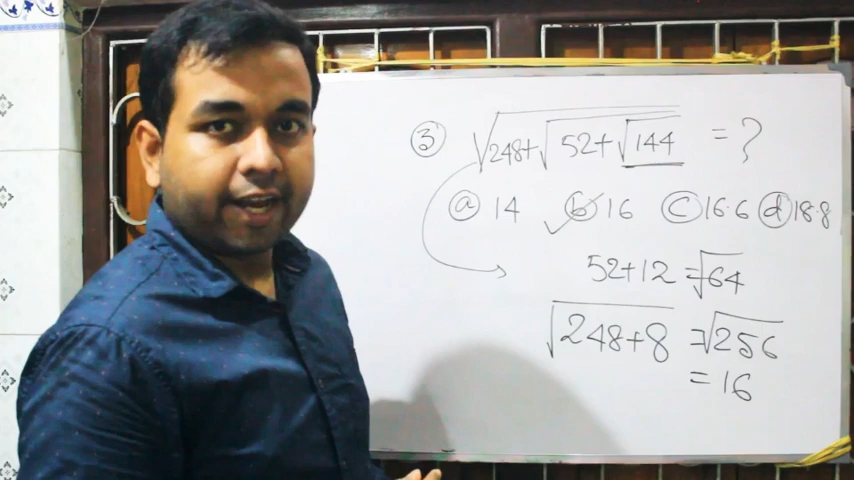 ③ √248+√52+√144 = ?
ⓐ 14 ✓ⓑ 16 ⓒ 16.6 ⓓ 18.8
52+12 = √64
√248+8 = √256
= 16